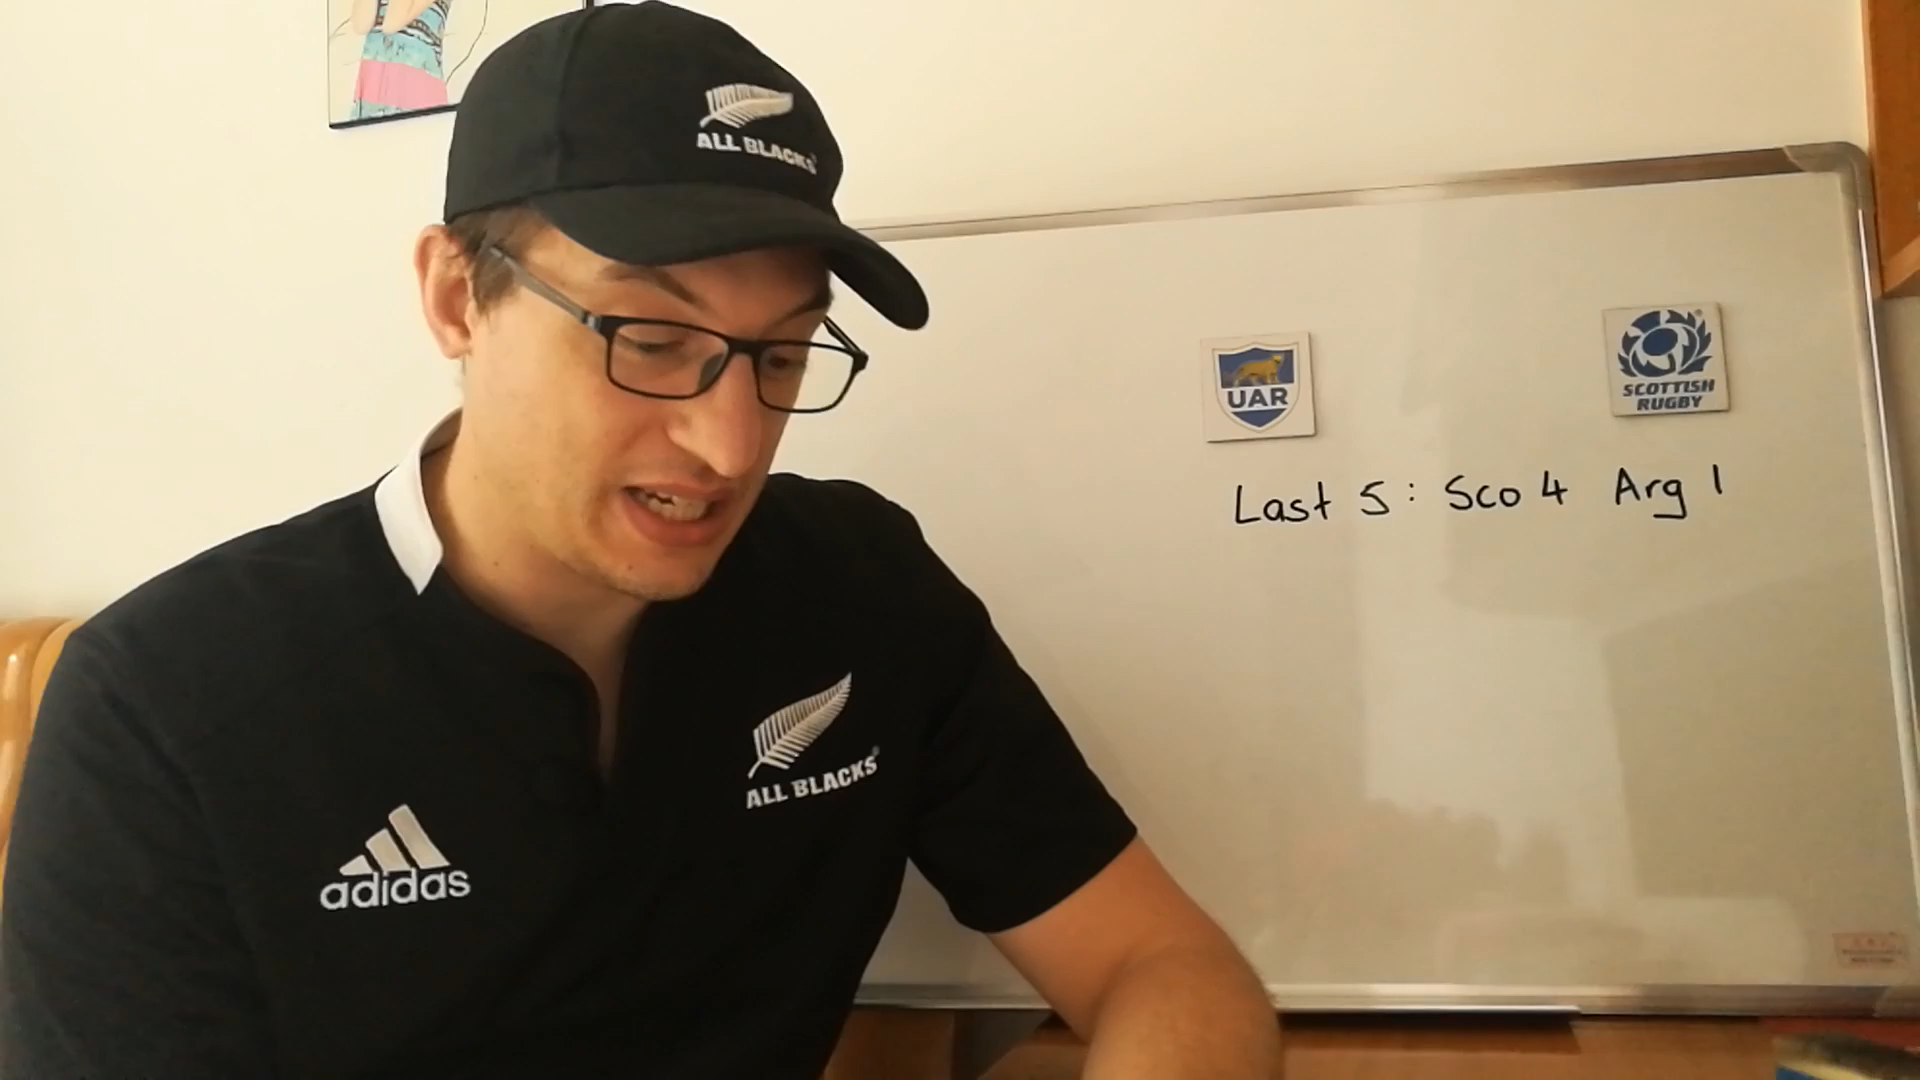 ALL BLACKS
UAR
SCOTTISH
RUGBY
Last 5: Sco 4 Arg 1
ALL BLACKS
adidas